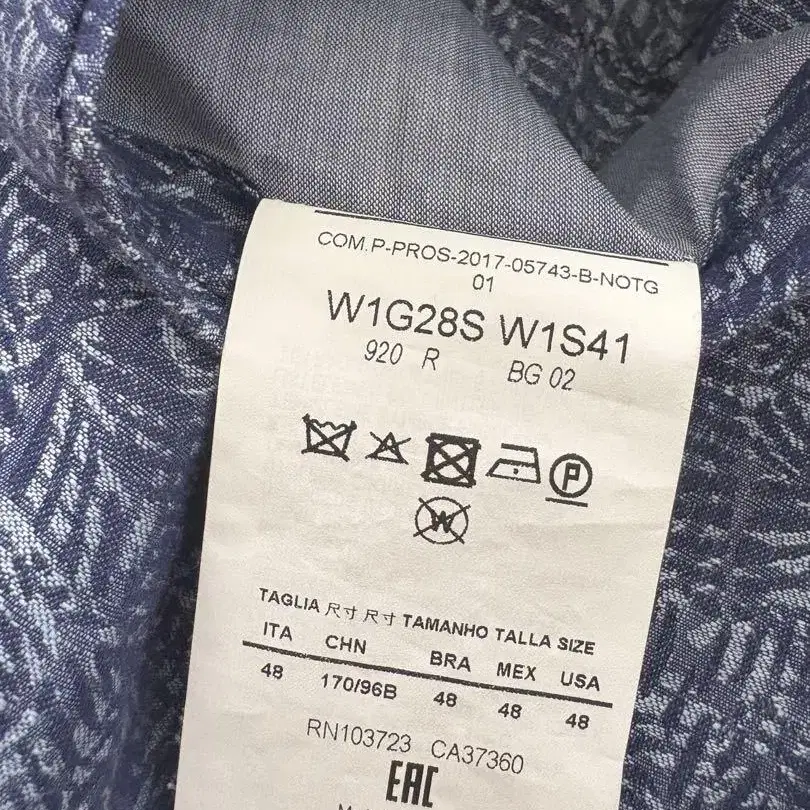 COM.P-PROS-2017-05743-B-NOTG
01
W1G28S W1S41
920 R BG 02
P
W
TAGLIA 尺寸 尺寸 TAMANHO TALLA SIZE
ITA CHN BRA MEX USA
48 170/96B 48 48 48
RN103723 CA37360
EAC